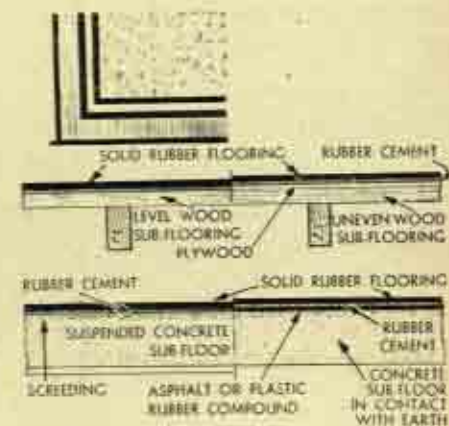 SOLID RUBBER FLOORING
RUBBER CEMENT
LEVEL WOOD
SUB-FLOORING
PLYWOOD
UNEVEN WOOD
SUB-FLOORING
RUBBER CEMENT
SOLID RUBBER FLOORING
SUSPENDED CONCRETE
SUB-FLOOR
RUBBER
CEMENT
SCREEDING
ASPHALT OR PLASTIC
RUBBER COMPOUND
CONCRETE
SUB-FLOOR
IN CONTACT
WITH EARTH